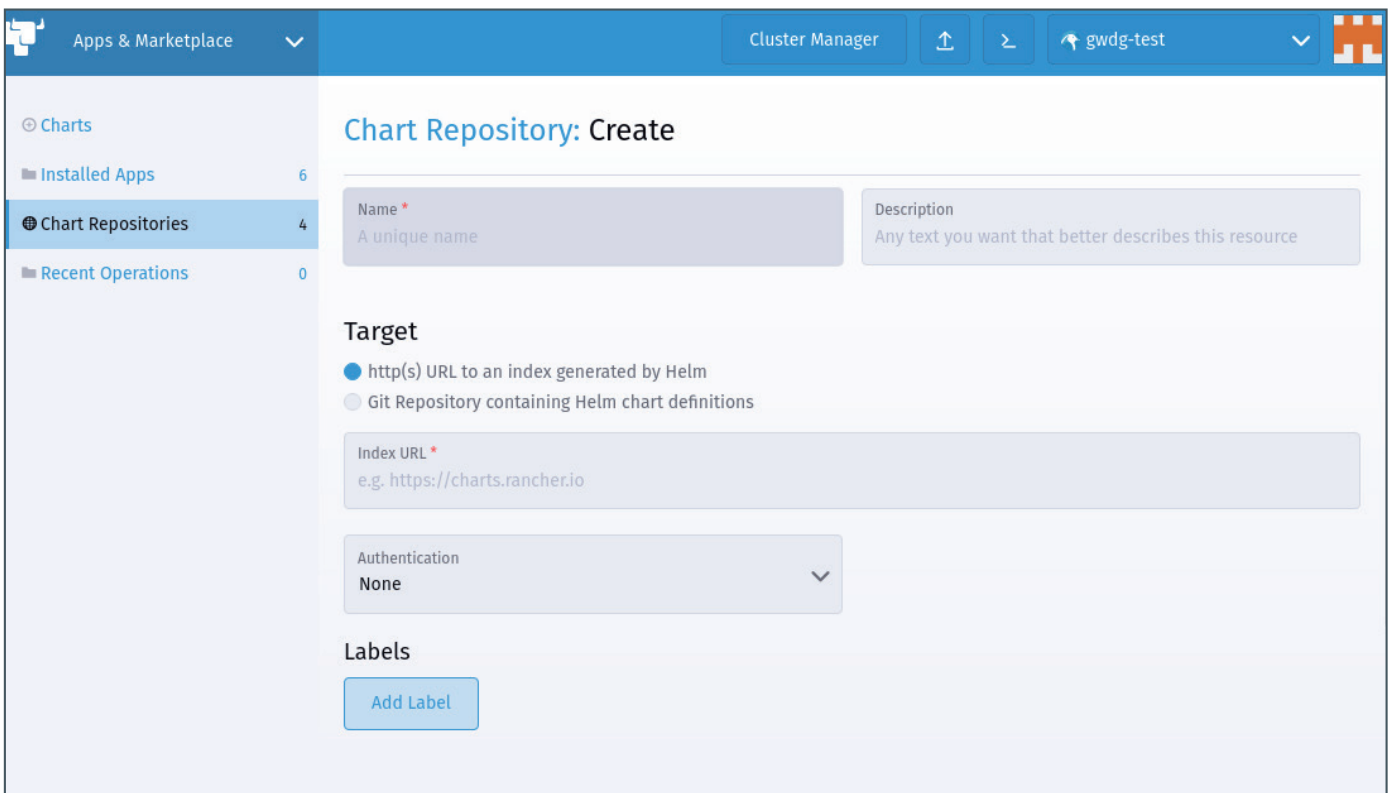 Apps & Marketplace
Cluster Manager
gwdg-test
Charts
Installed Apps 6
Chart Repositories 4
Recent Operations 0
Chart Repository: Create
Name *
A unique name
Description
Any text you want that better describes this resource
Target
http(s) URL to an index generated by Helm
Git Repository containing Helm chart definitions
Index URL *
e.g. https://charts.rancher.io
Authentication
None
Labels
Add Label